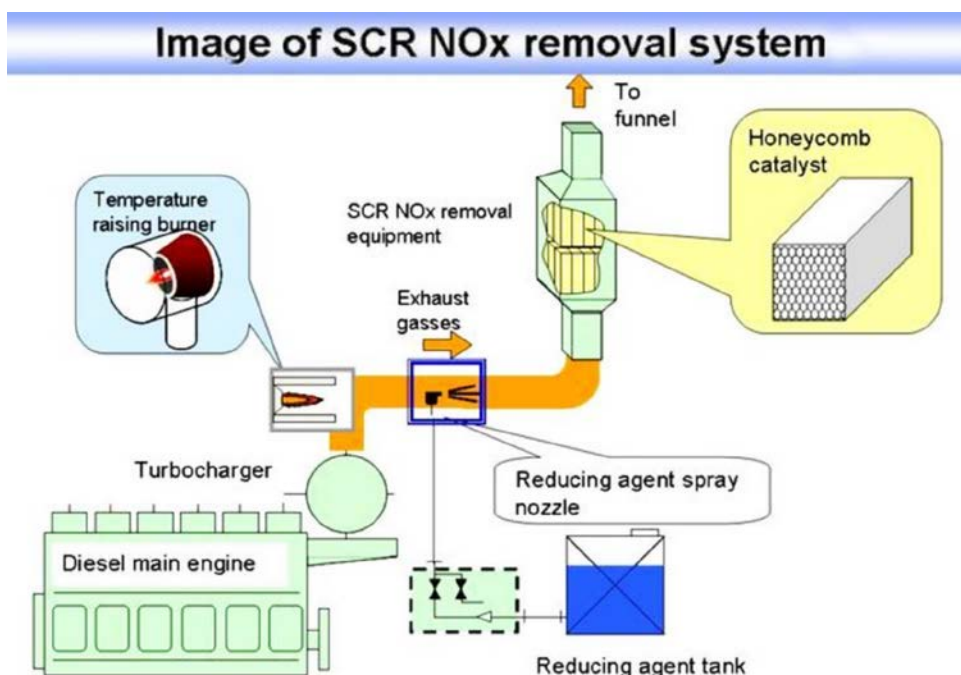 Image of SCR NOx removal system
To
funnel
Honeycomb
catalyst
Temperature
raising burner
SCR NOx removal
equipment
Exhaust
gasses
Turbocharger
Reducing agent spray
nozzle
Diesel main engine
Reducing agent tank